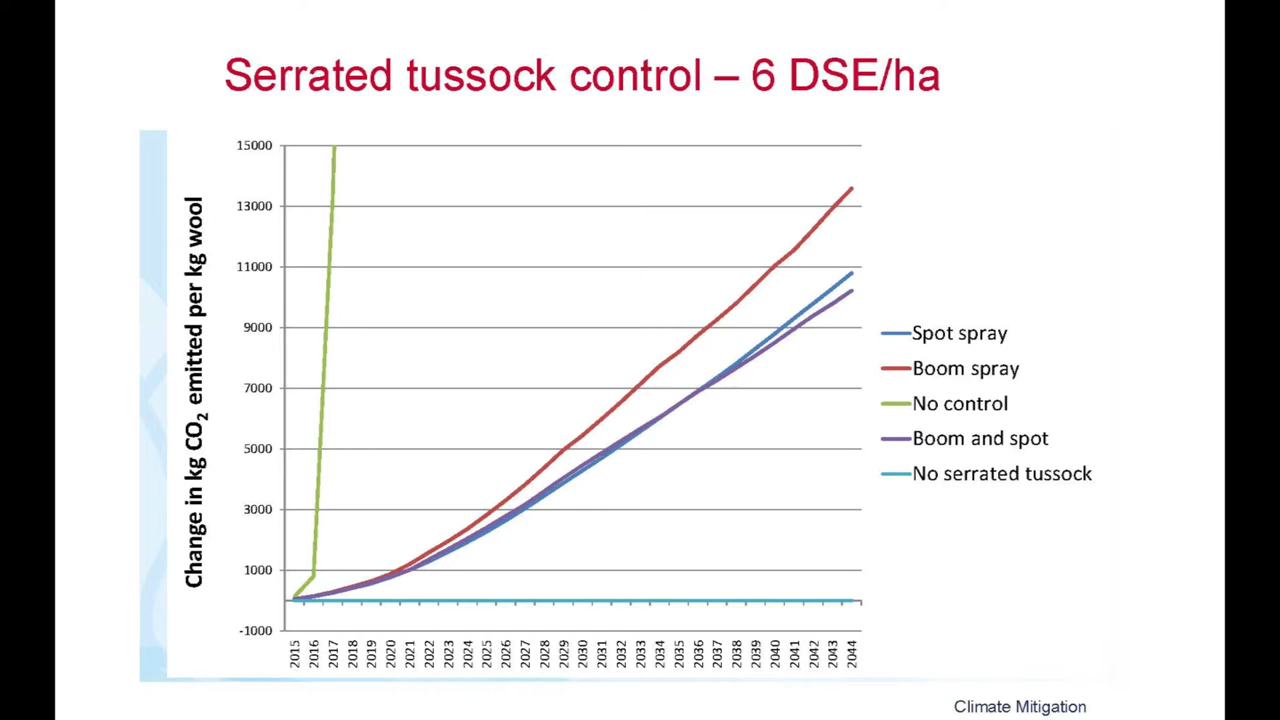 Serrated tussock control – 6 DSE/ha
Change in kg CO2 emitted per kg wool
15000
13000
11000
9000
7000
5000
3000
1000
-1000
2015 2016 2017 2018 2019 2020 2021 2022 2023 2024 2025 2026 2027 2028 2029 2030 2031 2032 2033 2034 2035 2036 2037 2038 2039 2040 2041 2042 2043 2044
Spot spray
Boom spray
No control
Boom and spot
No serrated tussock
Climate Mitigation